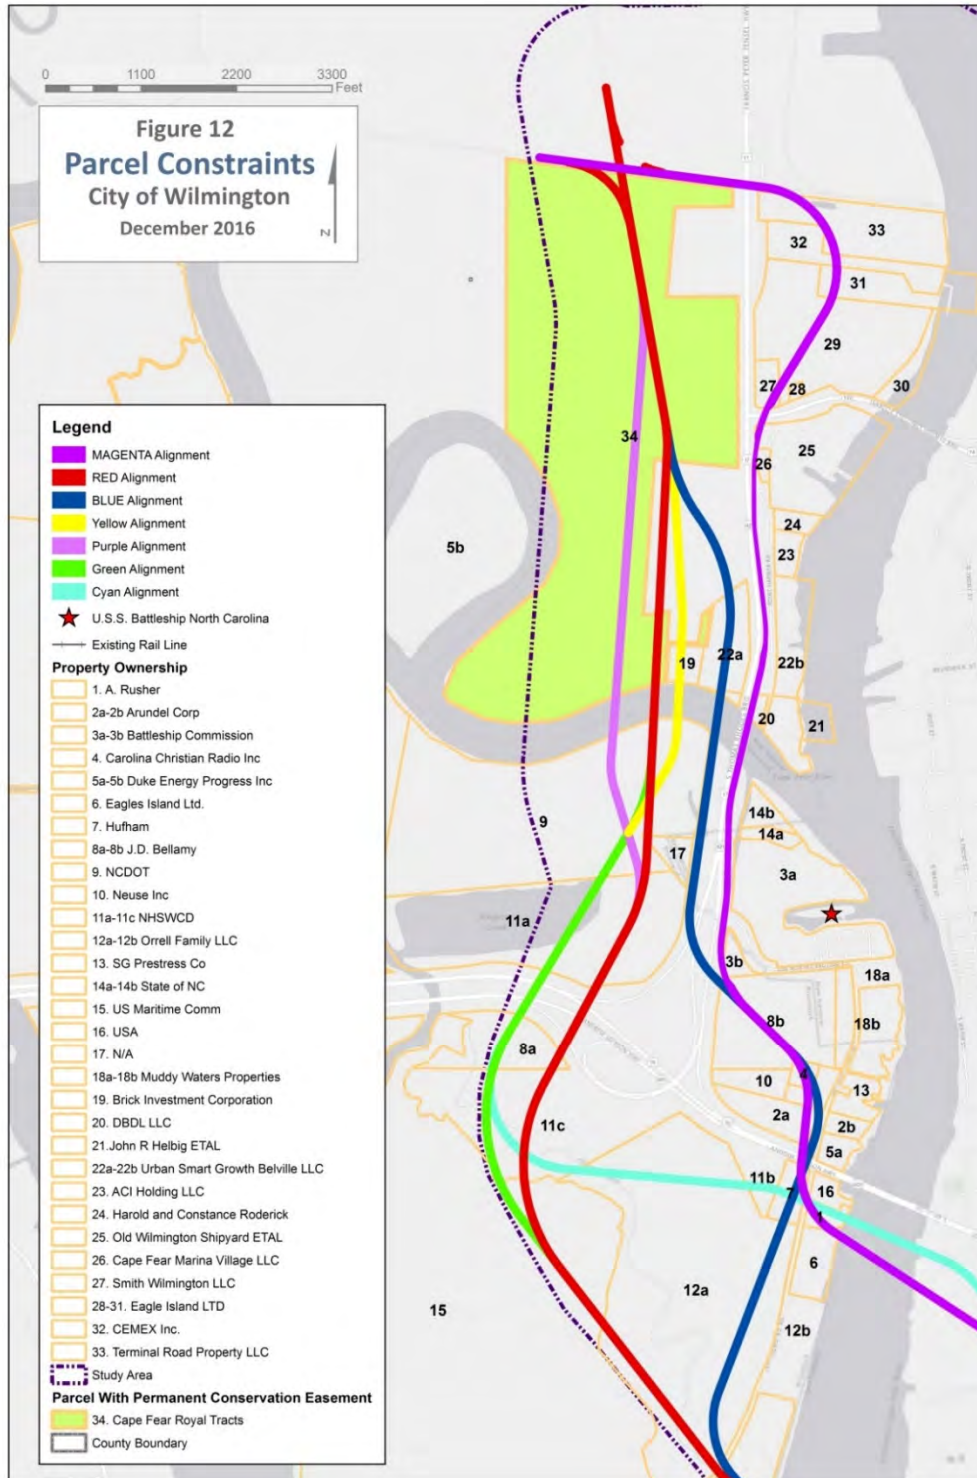 0 1100 2200 3300
Feet
Figure 12
Parcel Constraints
City of Wilmington
December 2016
N
Legend
MAGENTA Alignment
RED Alignment
BLUE Alignment
Yellow Alignment
Purple Alignment
Green Alignment
Cyan Alignment
U.S.S. Battleship North Carolina
Existing Rail Line
Property Ownership
1. A. Rusher
2a-2b Arundel Corp
3a-3b Battleship Commission
4. Carolina Christian Radio Inc
5a-5b Duke Energy Progress Inc
6. Eagles Island Ltd.
7. Hufham
8a-8b J.D. Bellamy
9. NCDOT
10. Neuse Inc
11a-11c NHSWCD
12a-12b Orrell Family LLC
13. SG Prestress Co
14a-14b State of NC
15. US Maritime Comm
16. USA
17. N/A
18a-18b Muddy Waters Properties
19. Brick Investment Corporation
20. DBDL LLC
21.John R Helbig ETAL
22a-22b Urban Smart Growth Belville LLC
23. ACI Holding LLC
24. Harold and Constance Roderick
25. Old Wilmington Shipyard ETAL
26. Cape Fear Marina Village LLC
27. Smith Wilmington LLC
28-31. Eagle Island LTD
32. CEMEX Inc.
33. Terminal Road Property LLC
Study Area
Parcel With Permanent Conservation Easement
34. Cape Fear Royal Tracts
County Boundary
33
32
31
29
27
28
30
34
25
26
5b
24
23
19
22a
22b
20
21
14b
9
14a
17
3a
11a
3b
18a
8b
18b
8a
4
10
13
2a
2b
11c
5a
11b
7
16
1
6
12a
15
12b